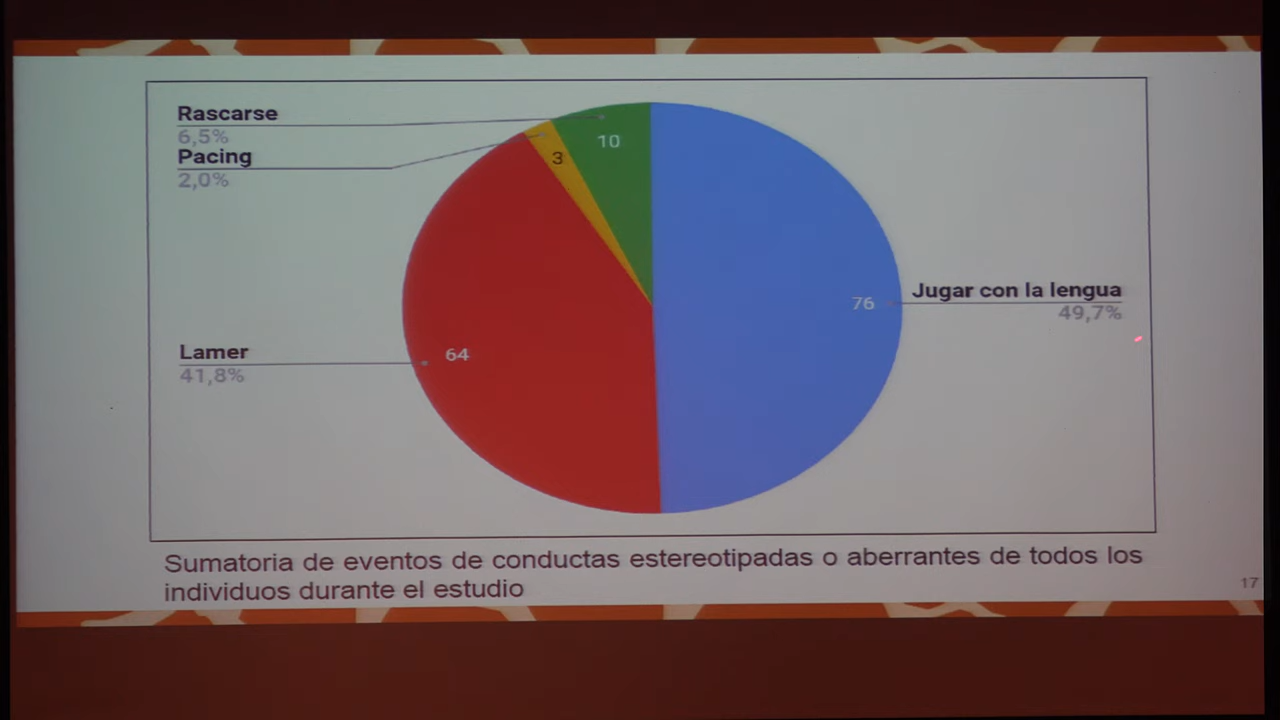 Rascarse
6,5%
Pacing
2,0%
10
3
76
Jugar con la lengua
49,7%
Lamer
41,8%
64
Sumatoria de eventos de conductas estereotipadas o aberrantes de todos los
individuos durante el estudio
17